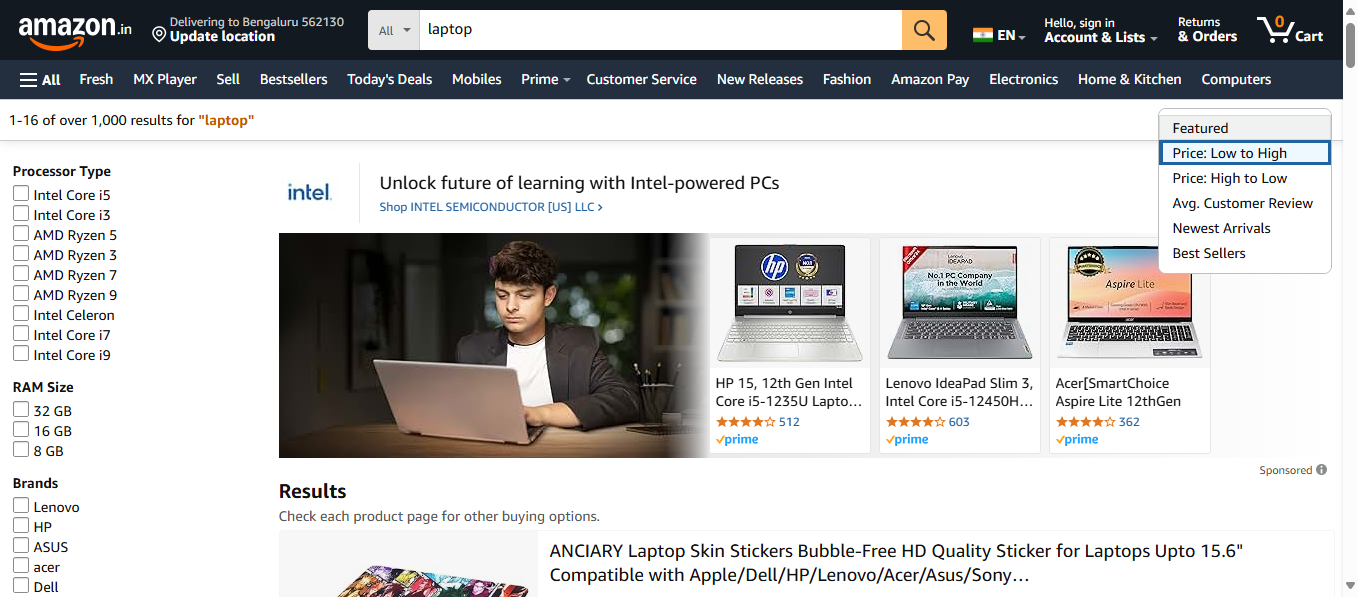 amazon.in
Delivering to Bengaluru 562130
Update location
All
laptop
EN
Hello, sign in
Account & Lists
Returns
& Orders
0
Cart
All
Fresh
MX Player
Sell
Bestsellers
Today's Deals
Mobiles
Prime
Customer Service
New Releases
Fashion
Amazon Pay
Electronics
Home & Kitchen
Computers
1-16 of over 1,000 results for "laptop"
Featured
Price: Low to High
Price: High to Low
Avg. Customer Review
Newest Arrivals
Best Sellers
Processor Type
Intel Core i5
Intel Core i3
AMD Ryzen 5
AMD Ryzen 3
AMD Ryzen 7
AMD Ryzen 9
Intel Celeron
Intel Core i7
Intel Core i9
RAM Size
32 GB
16 GB
8 GB
Brands
Lenovo
HP
ASUS
acer
Dell
intel.
Unlock future of learning with Intel-powered PCs
Shop INTEL SEMICONDUCTOR [US] LLC ›
hp
HP 15, 12th Gen Intel
Core i5-1235U Lapto…
512
prime
Lenovo
IDEAPAD
No.1 PC Company
in the World
Lenovo IdeaPad Slim 3,
Intel Core i5-12450H…
603
prime
Aspire Lite
acer
Acer[SmartChoice
Aspire Lite 12thGen
362
prime
Sponsored
Results
Check each product page for other buying options.
ANCIARY Laptop Skin Stickers Bubble-Free HD Quality Sticker for Laptops Upto 15.6"
Compatible with Apple/Dell/HP/Lenovo/Acer/Asus/Sony…